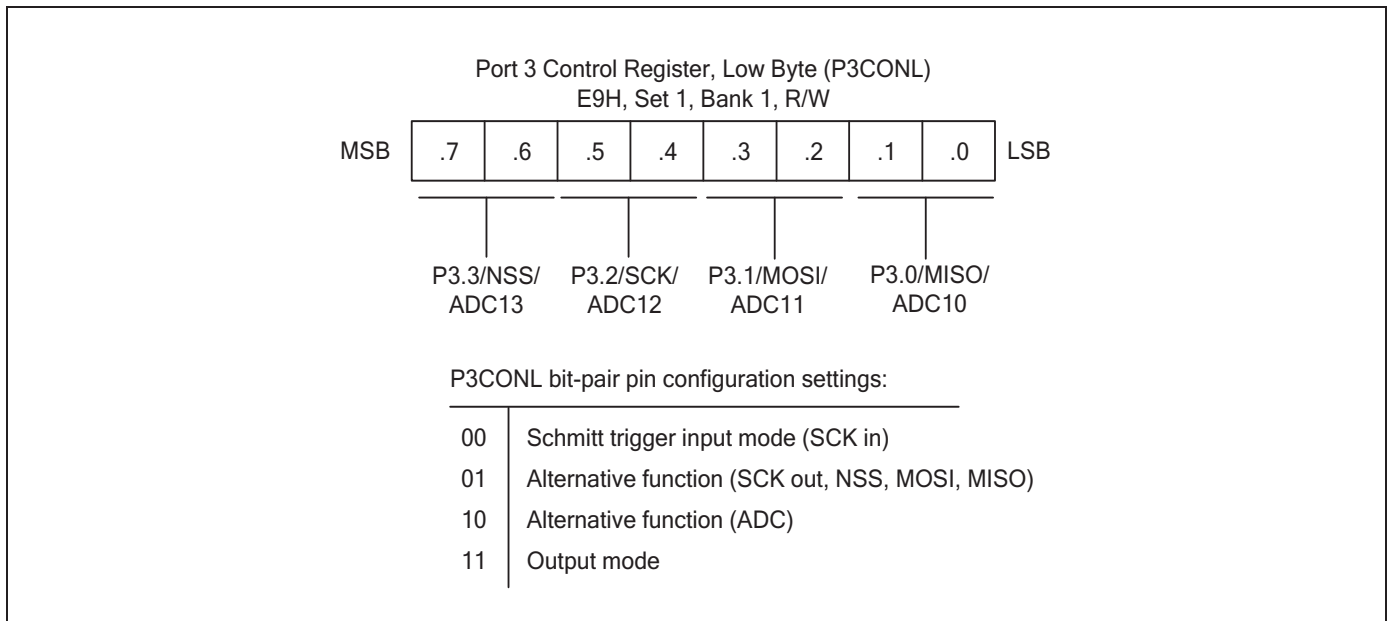 Port 3 Control Register, Low Byte (P3CONL)
E9H, Set 1, Bank 1, R/W
MSB .7 .6 .5 .4 .3 .2 .1 .0 LSB
P3.3/NSS/ P3.2/SCK/ P3.1/MOSI/ P3.0/MISO/
ADC13 ADC12 ADC11 ADC10
P3CONL bit-pair pin configuration settings:
00 Schmitt trigger input mode (SCK in)
01 Alternative function (SCK out, NSS, MOSI, MISO)
10 Alternative function (ADC)
11 Output mode